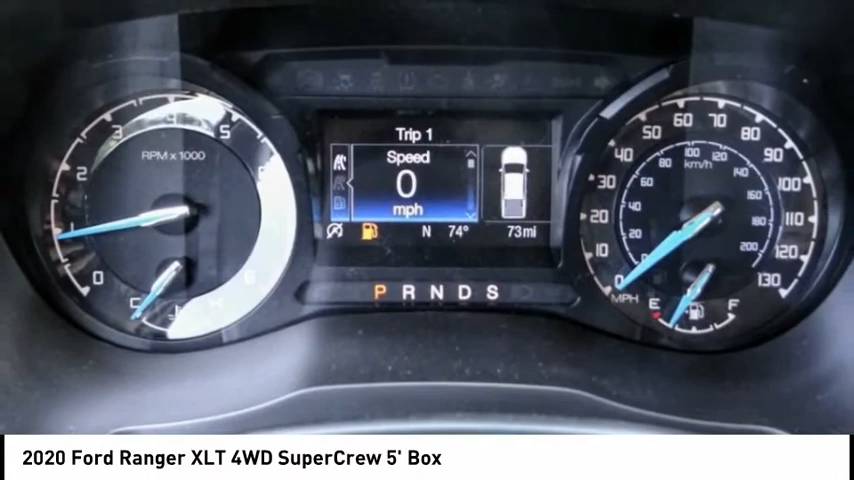 Trip 1
Speed
0
mph
N 74° 73mi
P R N D S
RPM x 1000
0
1
2
3
4
5
C H
0
10
20
30
40
50
60
70
80
90
100
110
120
130
MPH
km/h
20
40
60
80
100
120
140
160
180
200
E F
2020 Ford Ranger XLT 4WD SuperCrew 5' Box